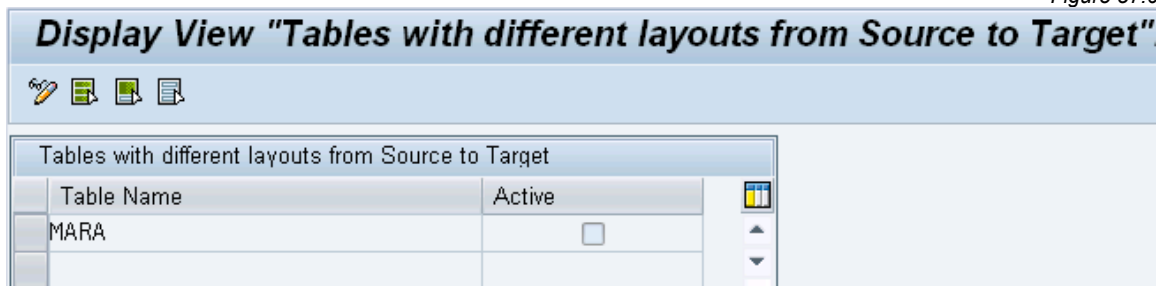 Display View "Tables with different layouts from Source to Target"
Tables with different layouts from Source to Target
Table Name Active
MARA